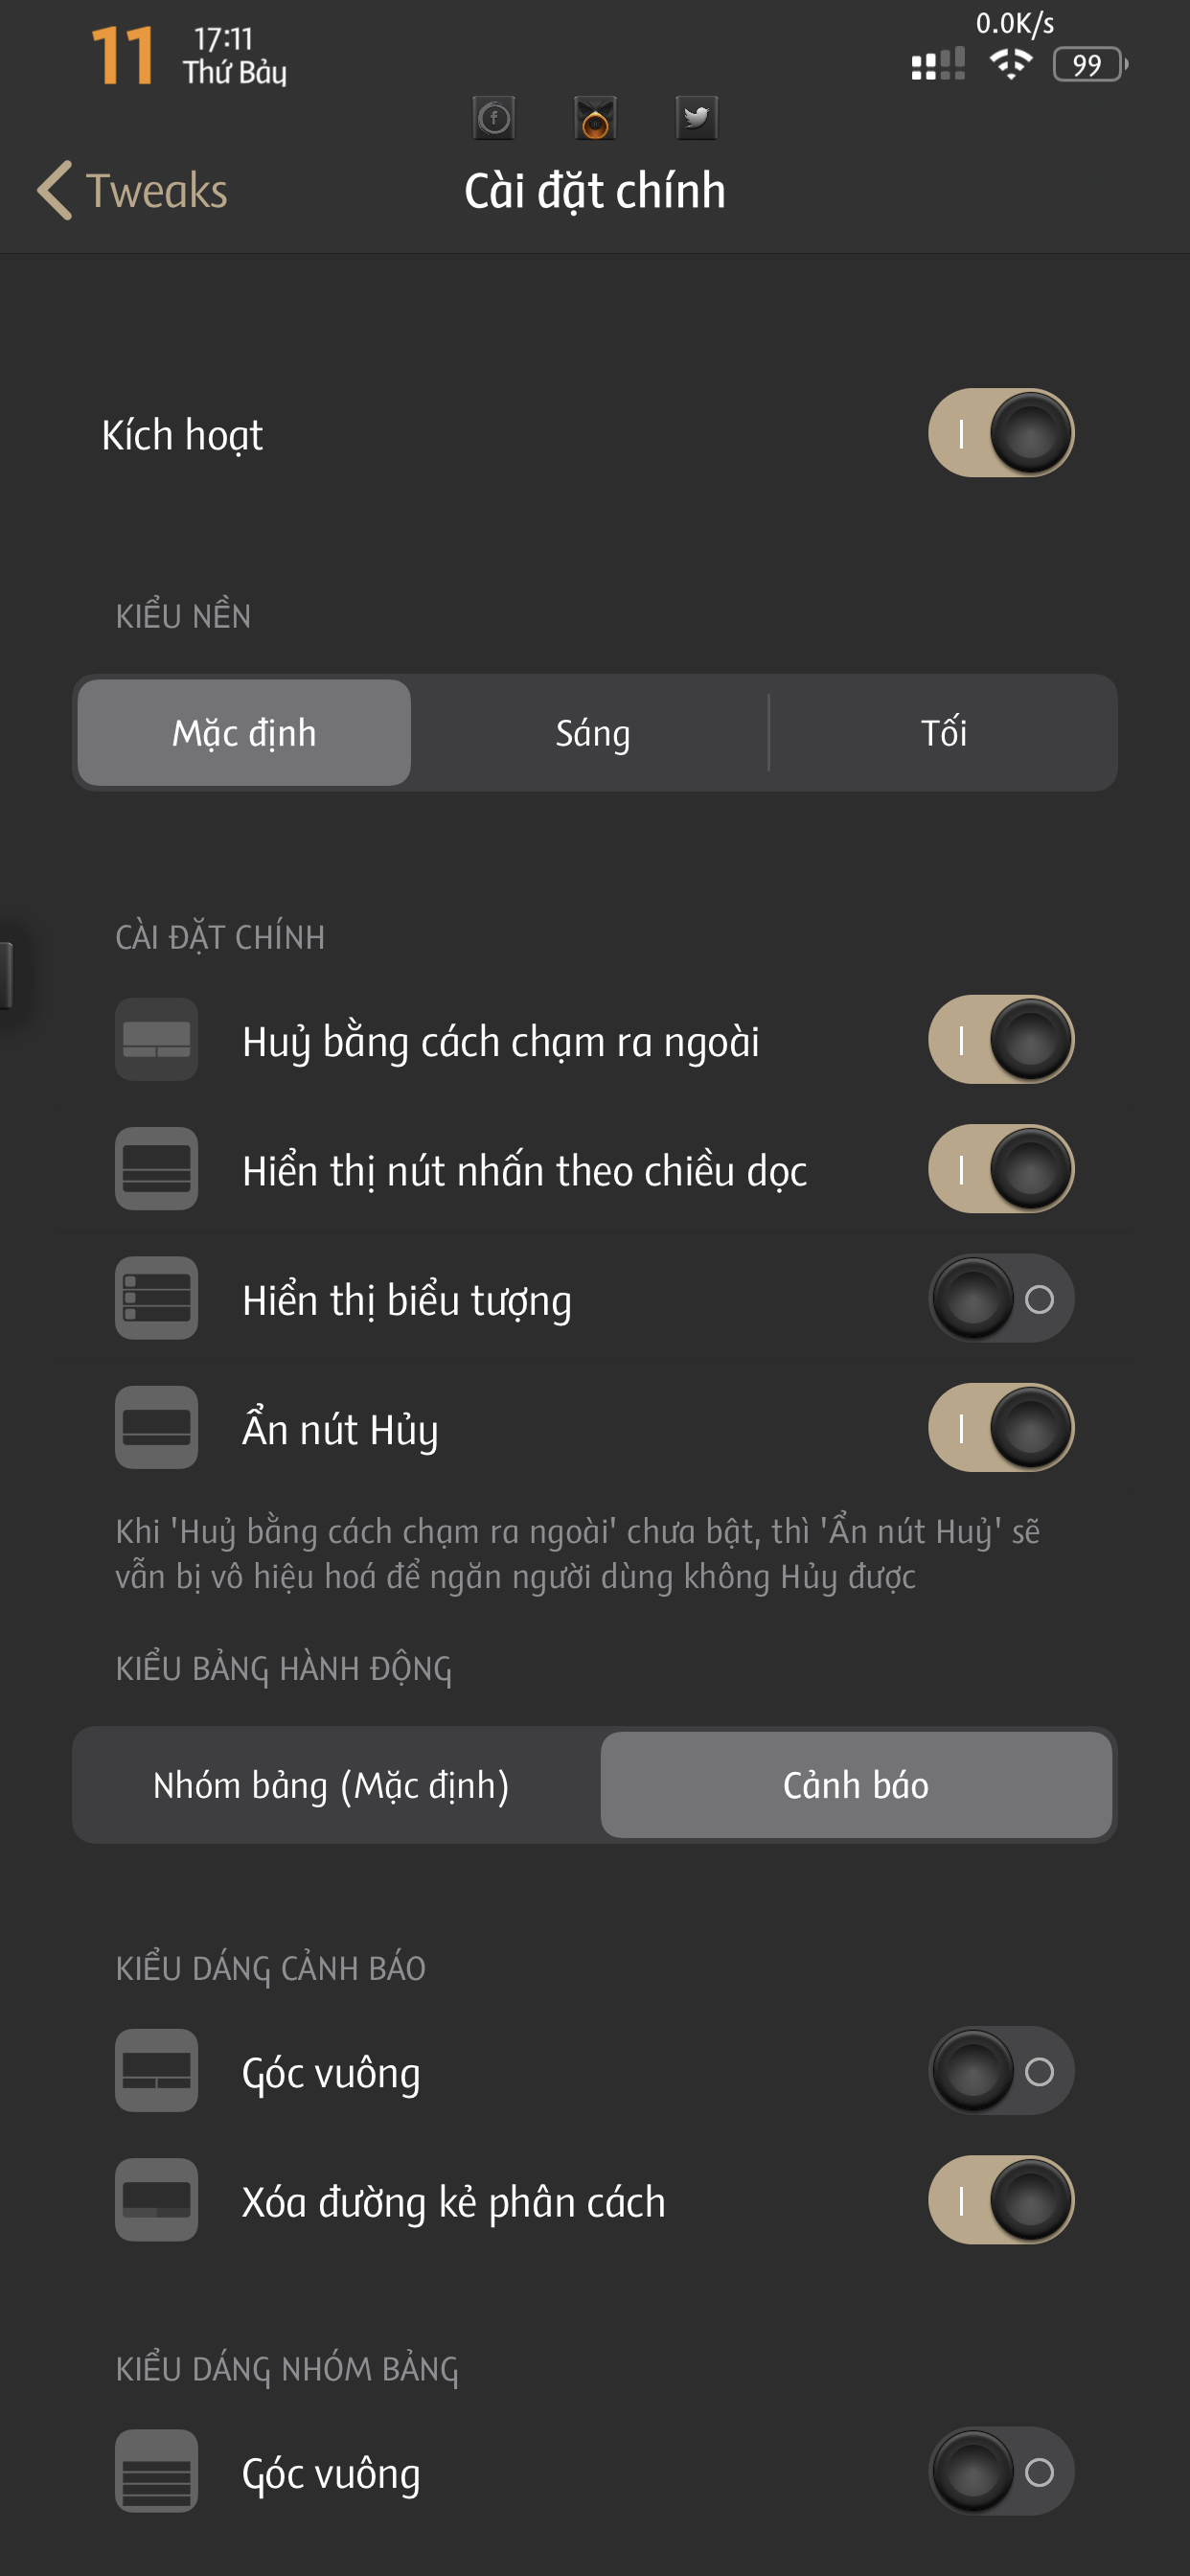 11
17:11
Thứ Bảy
0.0K/s
99
Tweaks
Cài đặt chính
Kích hoạt
KIỂU NỀN
Mặc định
Sáng
Tối
CÀI ĐẶT CHÍNH
Huỷ bằng cách chạm ra ngoài
Hiển thị nút nhấn theo chiều dọc
Hiển thị biểu tượng
Ẩn nút Hủy
Khi 'Huỷ bằng cách chạm ra ngoài' chưa bật, thì 'Ẩn nút Huỷ' sẽ
vẫn bị vô hiệu hoá để ngăn người dùng không Hủy được
KIỂU BẢNG HÀNH ĐỘNG
Nhóm bảng (Mặc định)
Cảnh báo
KIỂU DÁNG CẢNH BÁO
Góc vuông
Xóa đường kẻ phân cách
KIỂU DÁNG NHÓM BẢNG
Góc vuông